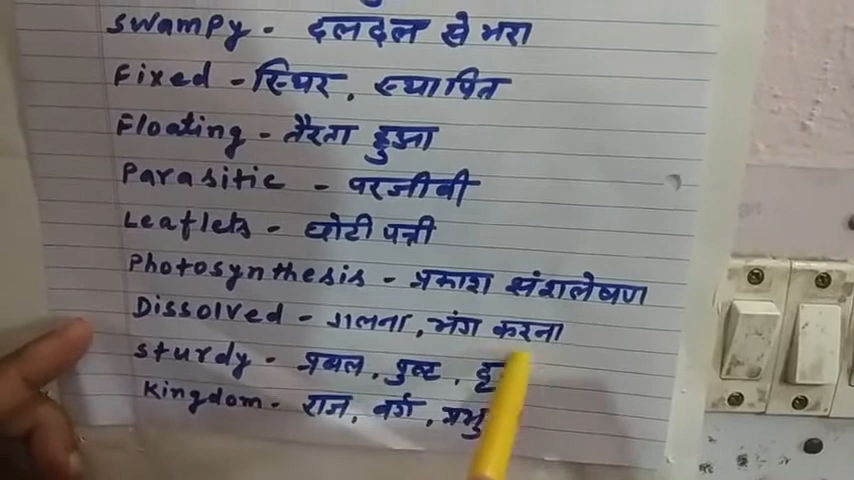 Swampy - दलदल से भरा
Fixed - स्थिर, स्थापित
Floating - तैरता हुआ
Parasitic - परजीवी
Leaflets - छोटी पत्ती
Photosynthesis - प्रकाश संशलेषण
Dissolved - गलना, भंग करना
Sturdy - प्रबल, पुष्ट,
Kingdom - राज, वर्ग,